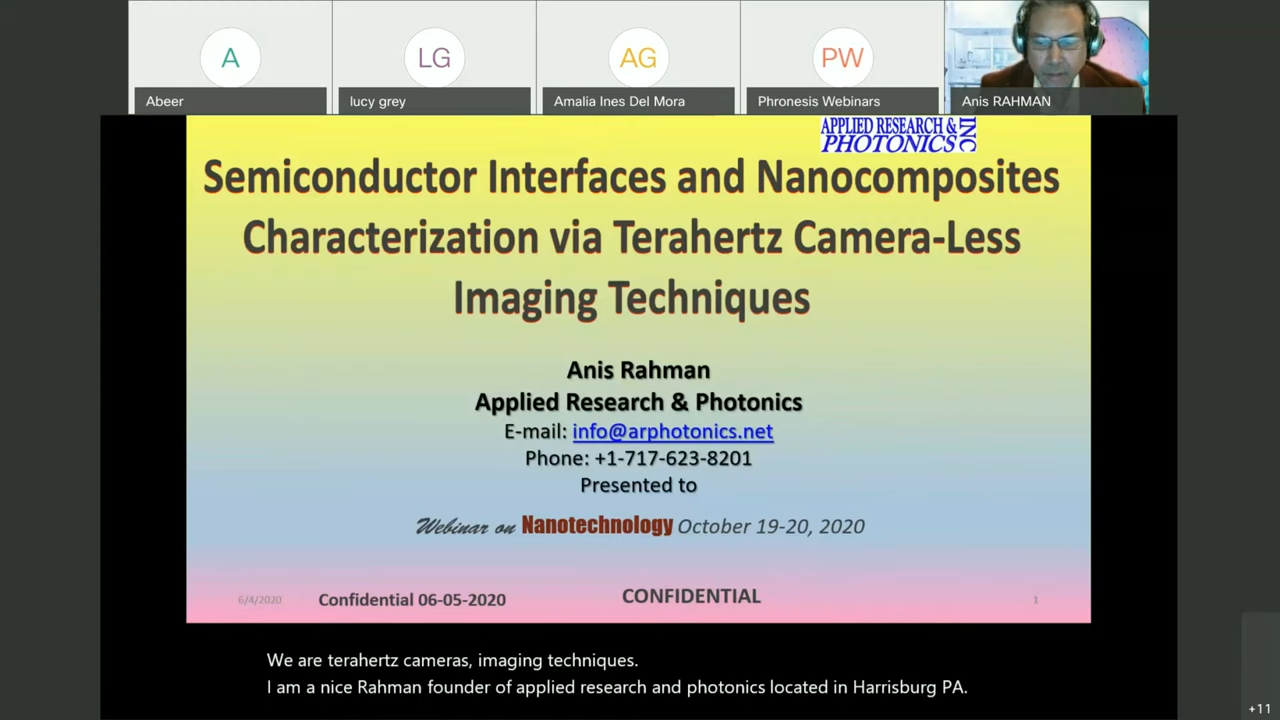 A
LG
AG
PW
Abeer
lucy grey
Amalia Ines Del Mora
Phronesis Webinars
Anis RAHMAN
APPLIED RESEARCH &
PHOTONICS
INC
Semiconductor Interfaces and Nanocomposites
Characterization via Terahertz Camera-Less
Imaging Techniques
Anis Rahman
Applied Research & Photonics
E-mail: info@arphotonics.net
Phone: +1-717-623-8201
Presented to
Webinar on Nanotechnology October 19-20, 2020
6/4/2020
Confidential 06-05-2020
CONFIDENTIAL
1
We are terahertz cameras, imaging techniques.
I am a nice Rahman founder of applied research and photonics located in Harrisburg PA.
+11